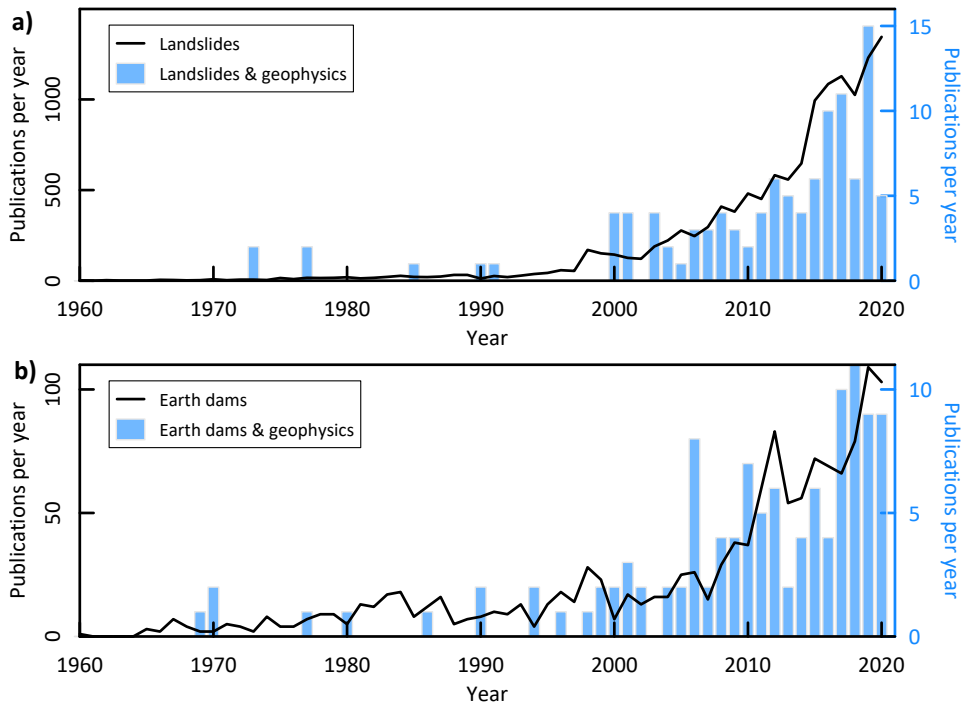 a)
Landslides
Landslides & geophysics
Publications per year
0
500
1000
Publications per year
0
5
10
15
1960
1970
1980
1990
2000
2010
2020
Year
b)
Earth dams
Earth dams & geophysics
Publications per year
0
50
100
Publications per year
0
5
10
1960
1970
1980
1990
2000
2010
2020
Year